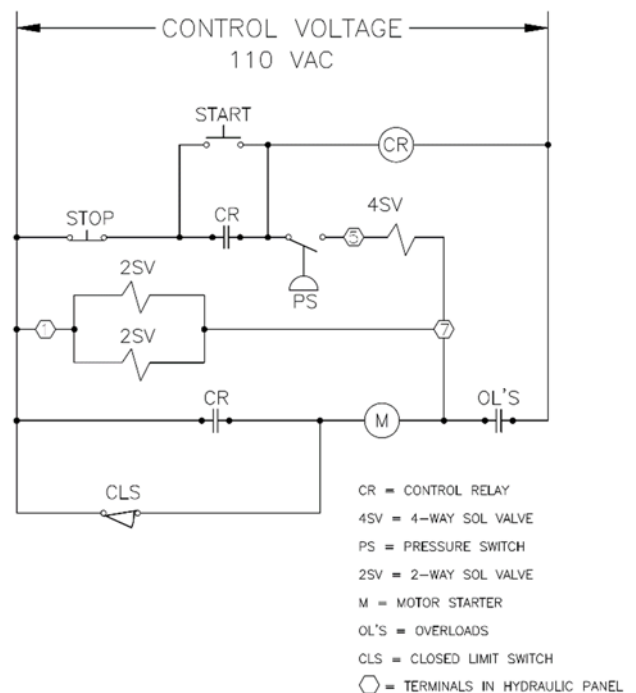 CONTROL VOLTAGE
110 VAC
START
CR
STOP
CR
5
4SV
PS
2SV
1
2SV
7
CR
M
OL'S
CLS
CR = CONTROL RELAY
4SV = 4-WAY SOL VALVE
PS = PRESSURE SWITCH
2SV = 2-WAY SOL VALVE
M = MOTOR STARTER
OL'S = OVERLOADS
CLS = CLOSED LIMIT SWITCH
= TERMINALS IN HYDRAULIC PANEL